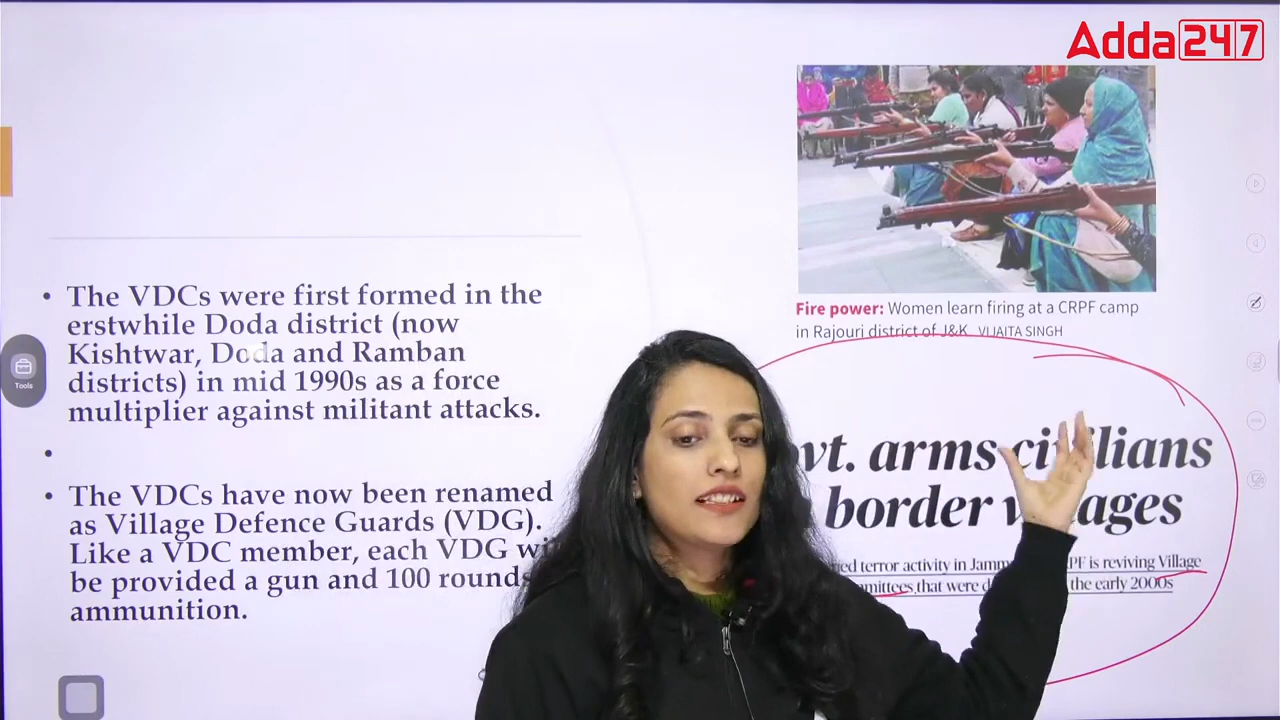 Adda247
• The VDCs were first formed in the
erstwhile Doda district (now
Kishtwar, Doda and Ramban
districts) in mid 1990s as a force
multiplier against militant attacks.
•
• The VDCs have now been renamed
as Village Defence Guards (VDG).
Like a VDC member, each VDG
be provided a gun and 100 rounds
ammunition.
Tools
Fire power: Women learn firing at a CRPF camp
in Rajouri district of J&K VIJAITA SINGH
arms
border
terror activity in is reviving Village
that were the early 2000s